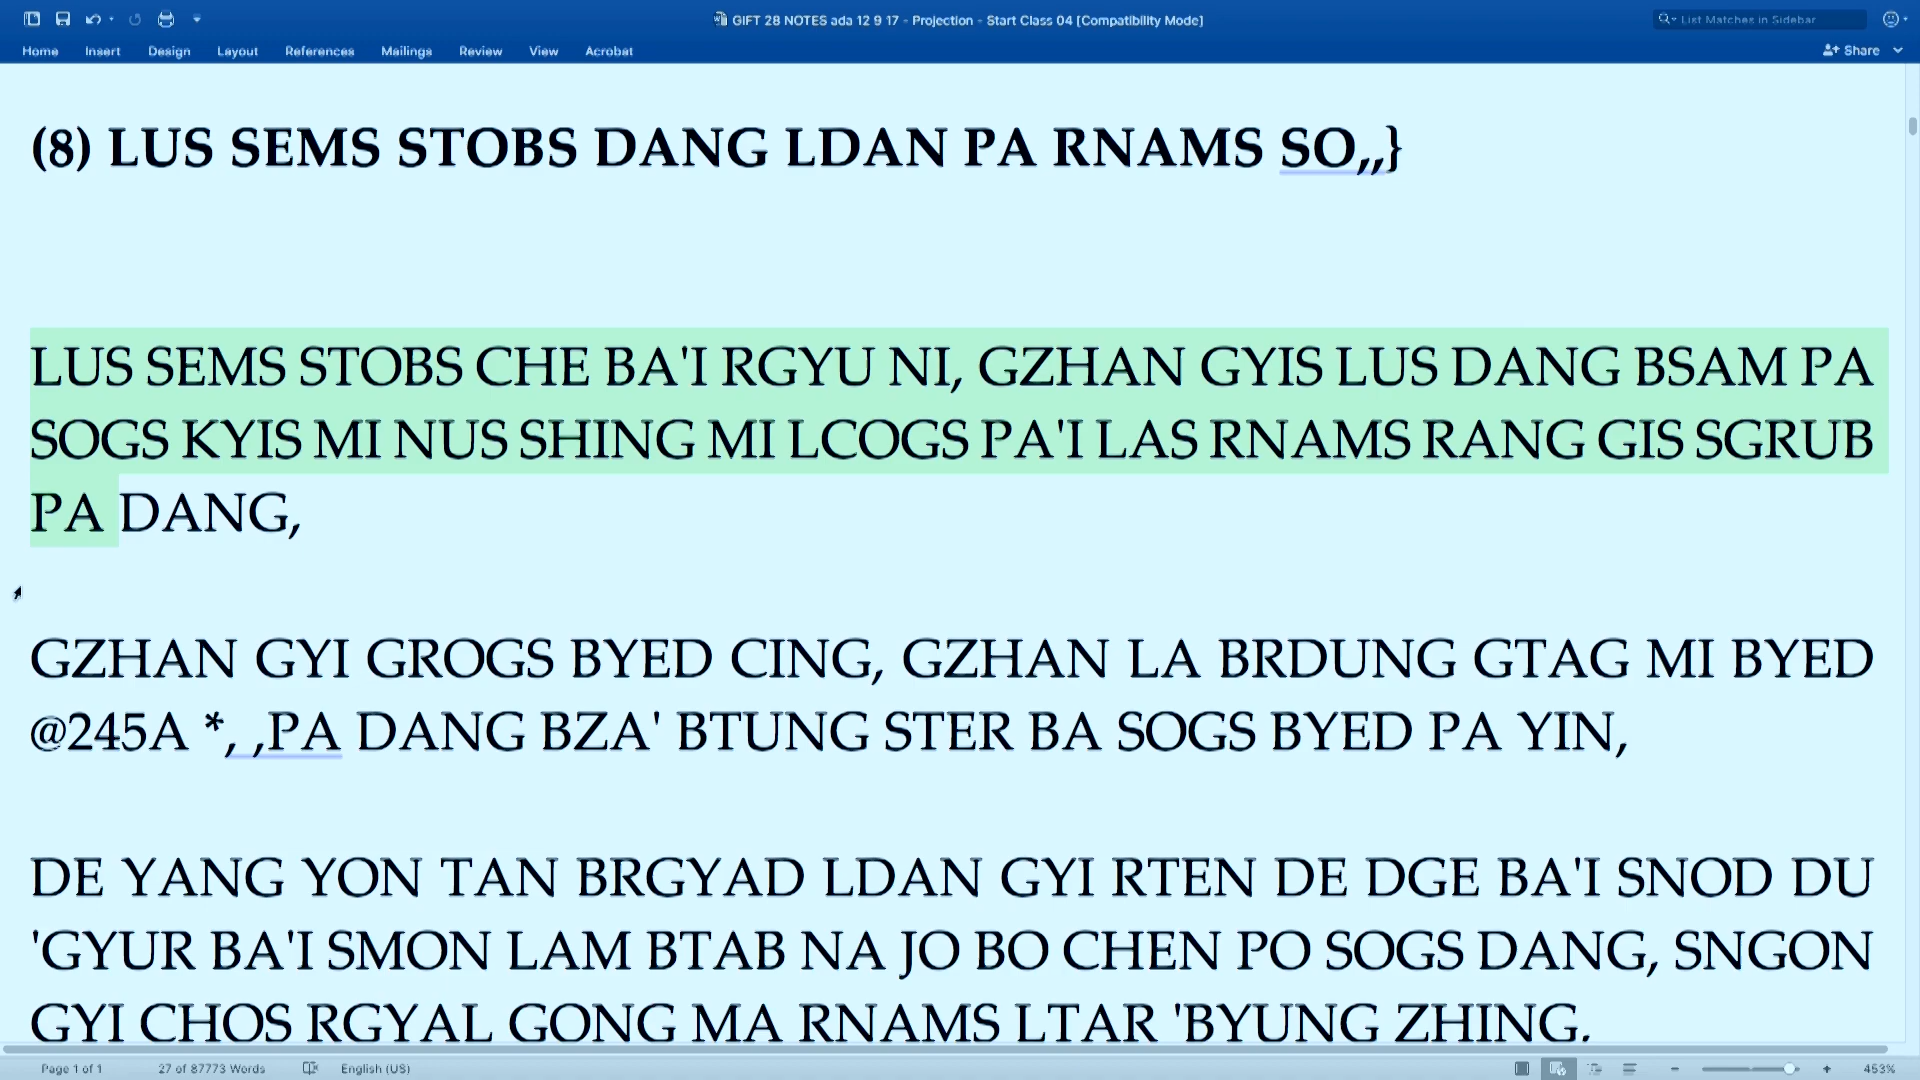 GIFT 28 NOTES ada 12 9 17 - Projection - Start Class 04 [Compatibility Mode]
List Matches in Sidebar
Home Insert Design Layout References Mailings Review View Acrobat Share
(8) LUS SEMS STOBS DANG LDAN PA RNAMS SO,,}
LUS SEMS STOBS CHE BA'I RGYU NI, GZHAN GYIS LUS DANG BSAM PA
SOGS KYIS MI NUS SHING MI LCOGS PA'I LAS RNAMS RANG GIS SGRUB
PA DANG,
GZHAN GYI GROGS BYED CING, GZHAN LA BRDUNG GTAG MI BYED
@245A *, ,PA DANG BZA' BTUNG STER BA SOGS BYED PA YIN,
DE YANG YON TAN BRGYAD LDAN GYI RTEN DE DGE BA'I SNOD DU
'GYUR BA'I SMON LAM BTAB NA JO BO CHEN PO SOGS DANG, SNGON
GYI CHOS RGYAL GONG MA RNAMS LTAR 'BYUNG ZHING.
Page 1 of 1 27 of 87773 Words English (US) 453%